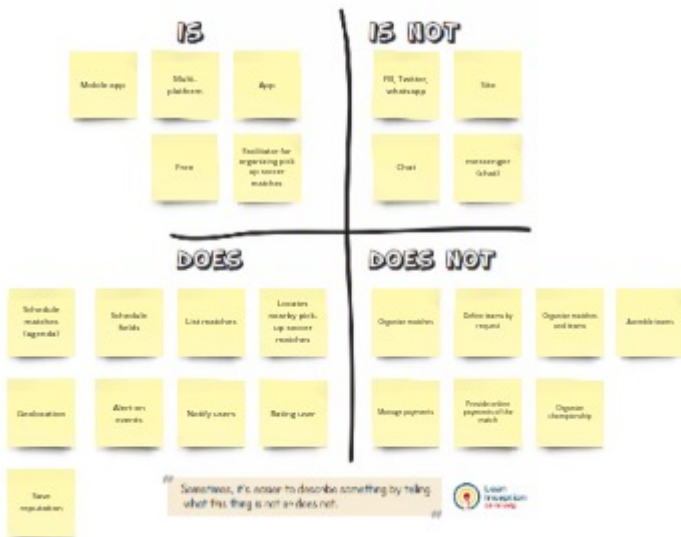 IS
IS NOT
Mobile app
Multi-
platform
App
FB, Twitter,
whatsapp
Site
Free
Facilitator for
organizing pick
up soccer
matches
Chat
messenger
(chat)
DOES
DOES NOT
Schedule
matches
(agenda)
Schedule
fields
List matches
Locates
nearby pick-
up soccer
matches
Organize matches
Define teams by
request
Organize matches
and teams
Assemble teams
Geolocation
Alert on
events
Notify users
Rating user
Manage payments
Provide online
payments of the
match
Organize
championship
Save
reputation
"Sometimes, it's easier to describe something by telling
what this thing is not or does not."
Lean
Inception